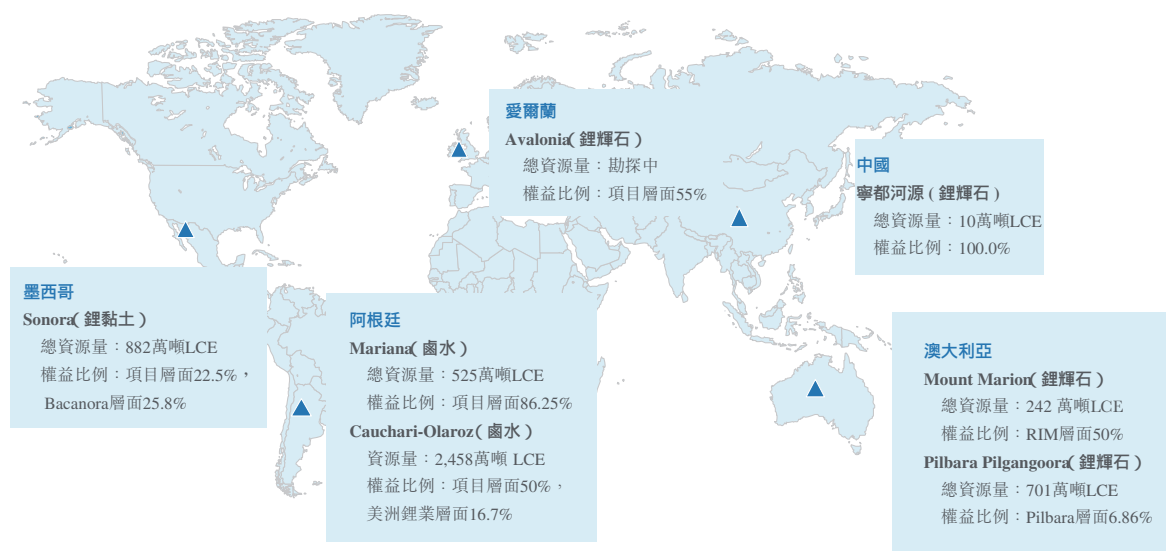 愛爾蘭
Avalonia(鋰輝石)
總資源量：勘探中
權益比例：項目層面55%
中國
寧都河源(鋰輝石)
總資源量：10萬噸LCE
權益比例：100.0%
墨西哥
Sonora(鋰黏土)
總資源量：882萬噸LCE
權益比例：項目層面22.5%，
Bacanora層面25.8%
阿根廷
Mariana(鹵水)
總資源量：525萬噸LCE
權益比例：項目層面86.25%
Cauchari-Olaroz(鹵水)
資源量：2,458萬噸 LCE
權益比例：項目層面50%，
美洲鋰業層面16.7%
澳大利亞
Mount Marion(鋰輝石)
總資源量：242 萬噸LCE
權益比例：RIM層面50%
Pilbara Pilgangoora(鋰輝石)
總資源量：701萬噸LCE
權益比例：Pilbara層面6.86%